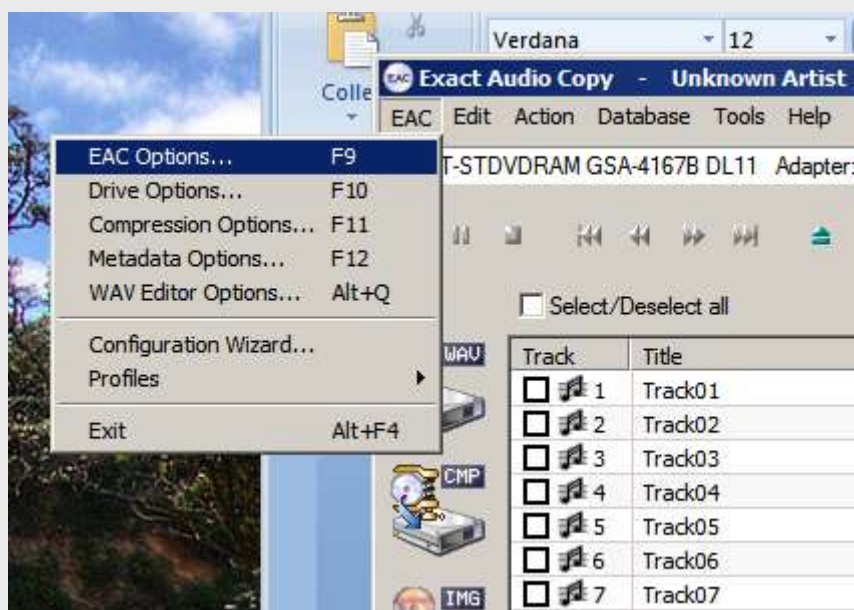 Verdana 12
Colle
EAC Exact Audio Copy - Unknown Artist
EAC Edit Action Database Tools Help
EAC Options... F9
T-STDVDRAM GSA-4167B DL11 Adapter:
Drive Options... F10
Compression Options... F11
Metadata Options... F12
WAV Editor Options... Alt+Q
Select/Deselect all
Configuration Wizard...
Profiles
Exit Alt+F4
WAV
CMP
IMG
Track Title
1 Track01
2 Track02
3 Track03
4 Track04
5 Track05
6 Track06
7 Track07